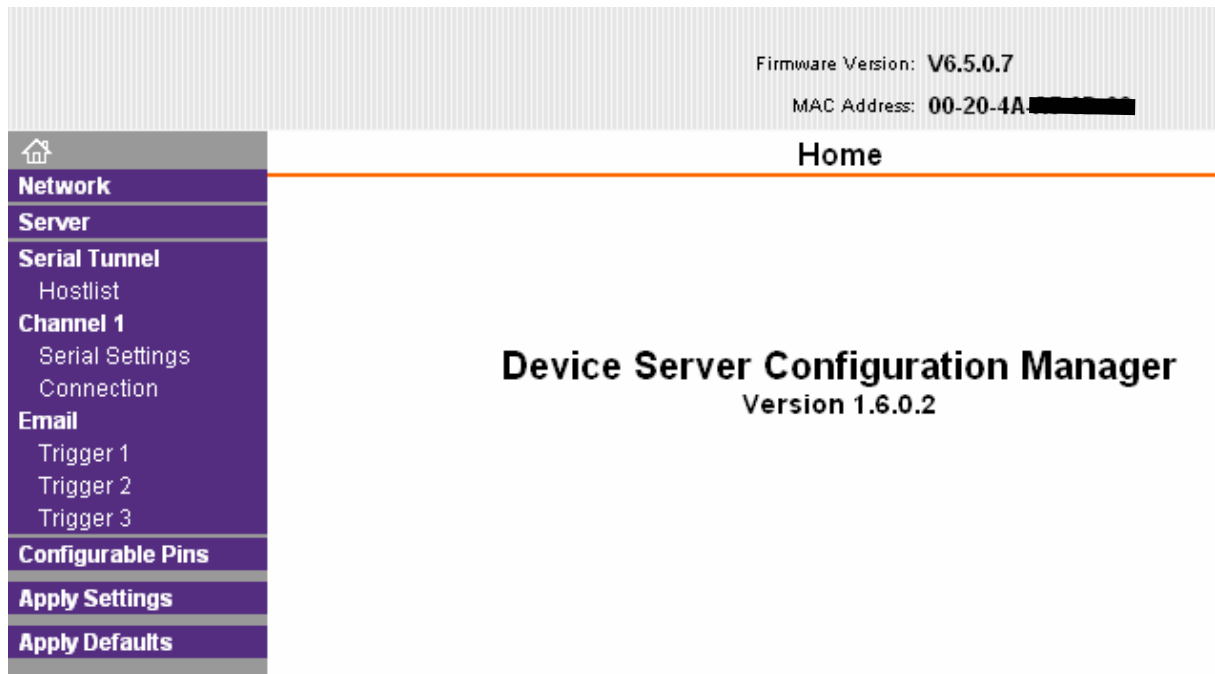 Firmware Version: V6.5.0.7
MAC Address: 00-20-4A-
Home
Network
Server
Serial Tunnel
Hostlist
Channel 1
Serial Settings
Connection
Email
Trigger 1
Trigger 2
Trigger 3
Configurable Pins
Apply Settings
Apply Defaults
Device Server Configuration Manager
Version 1.6.0.2